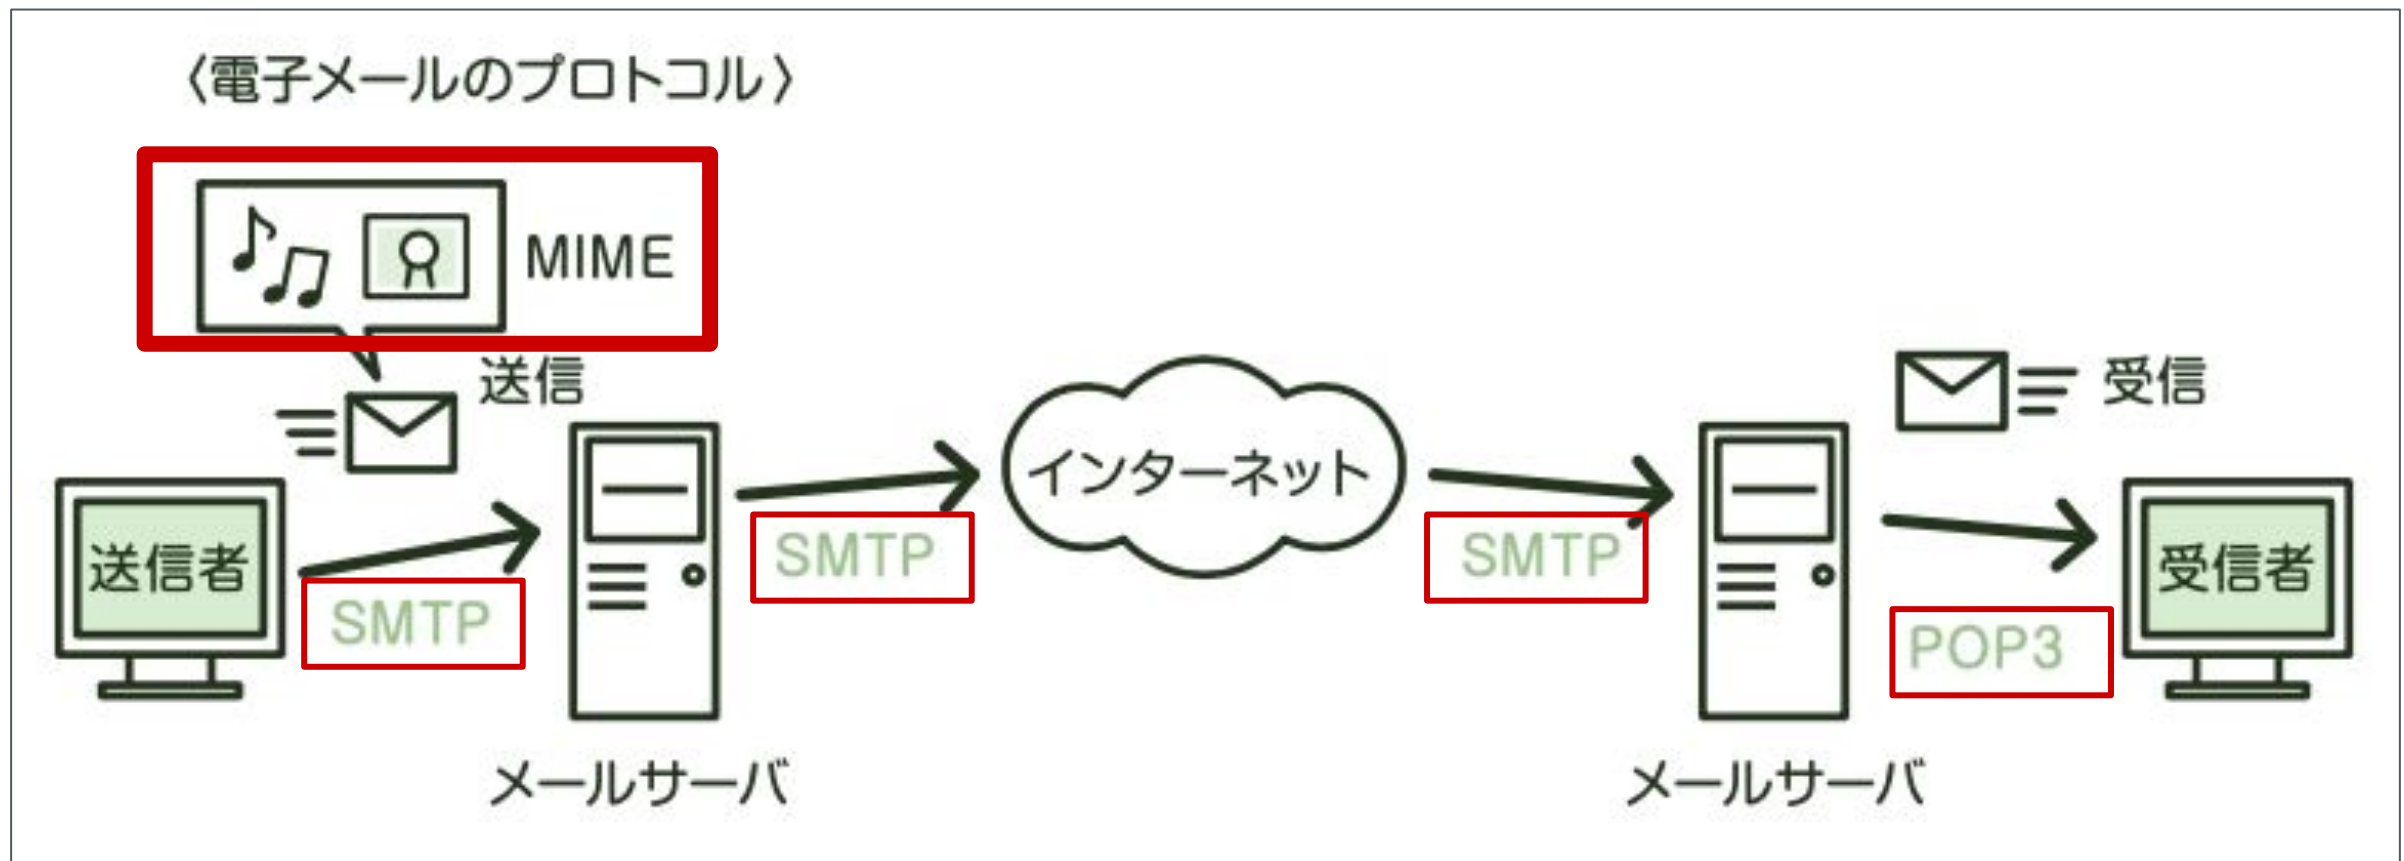 〈電子メールのプロトコル〉
MIME
送信
受信
インターネット
送信者
SMTP
SMTP
SMTP
POP3
受信者
メールサーバ
メールサーバ